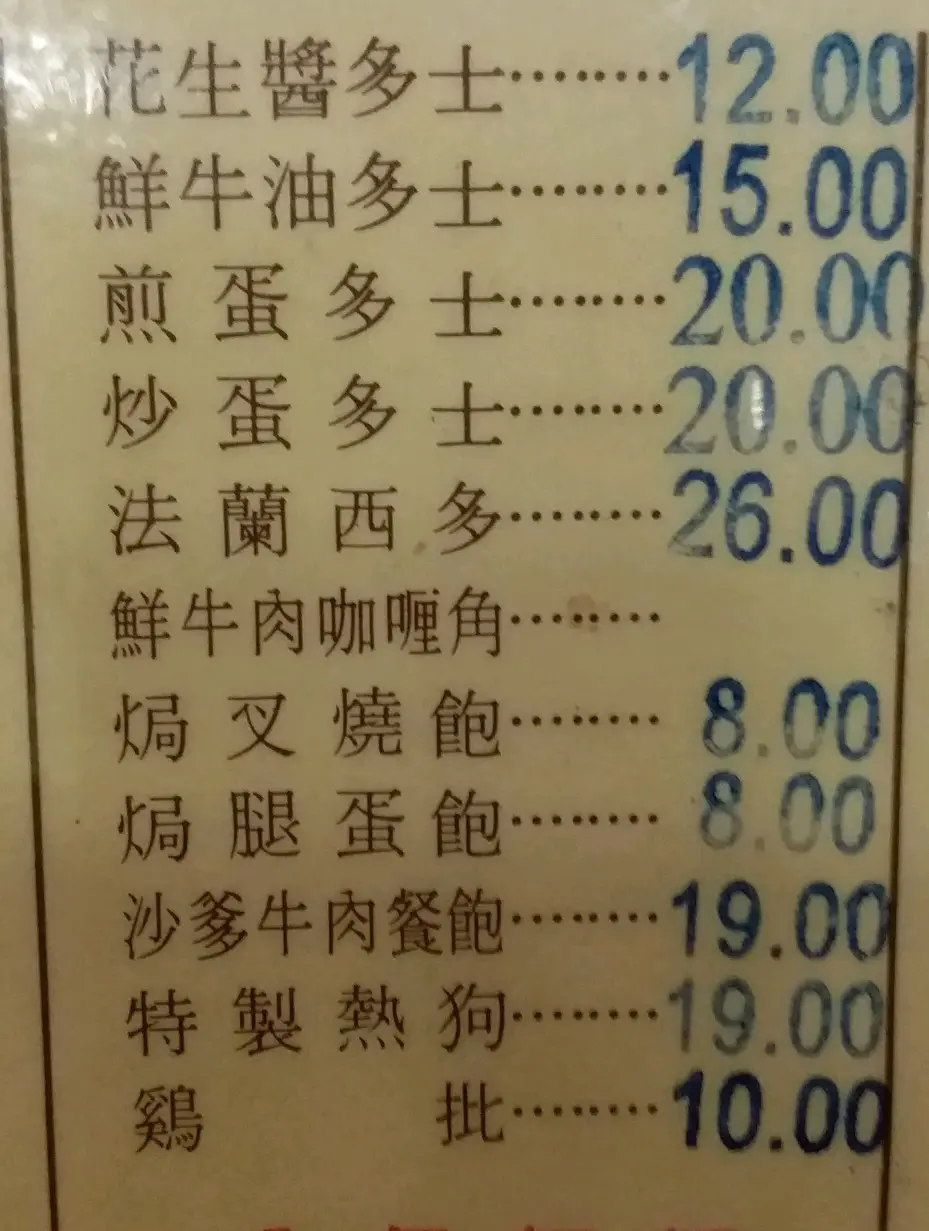 花生醬多士········12.00
鮮牛油多士········15.00
煎蛋多士········20.00
炒蛋多士········20.00
法蘭西多········26.00
鮮牛肉咖喱角········
焗叉燒飽········8.00
焗腿蛋飽········8.00
沙爹牛肉餐飽········19.00
特製熱狗········19.00
鷄批········10.00